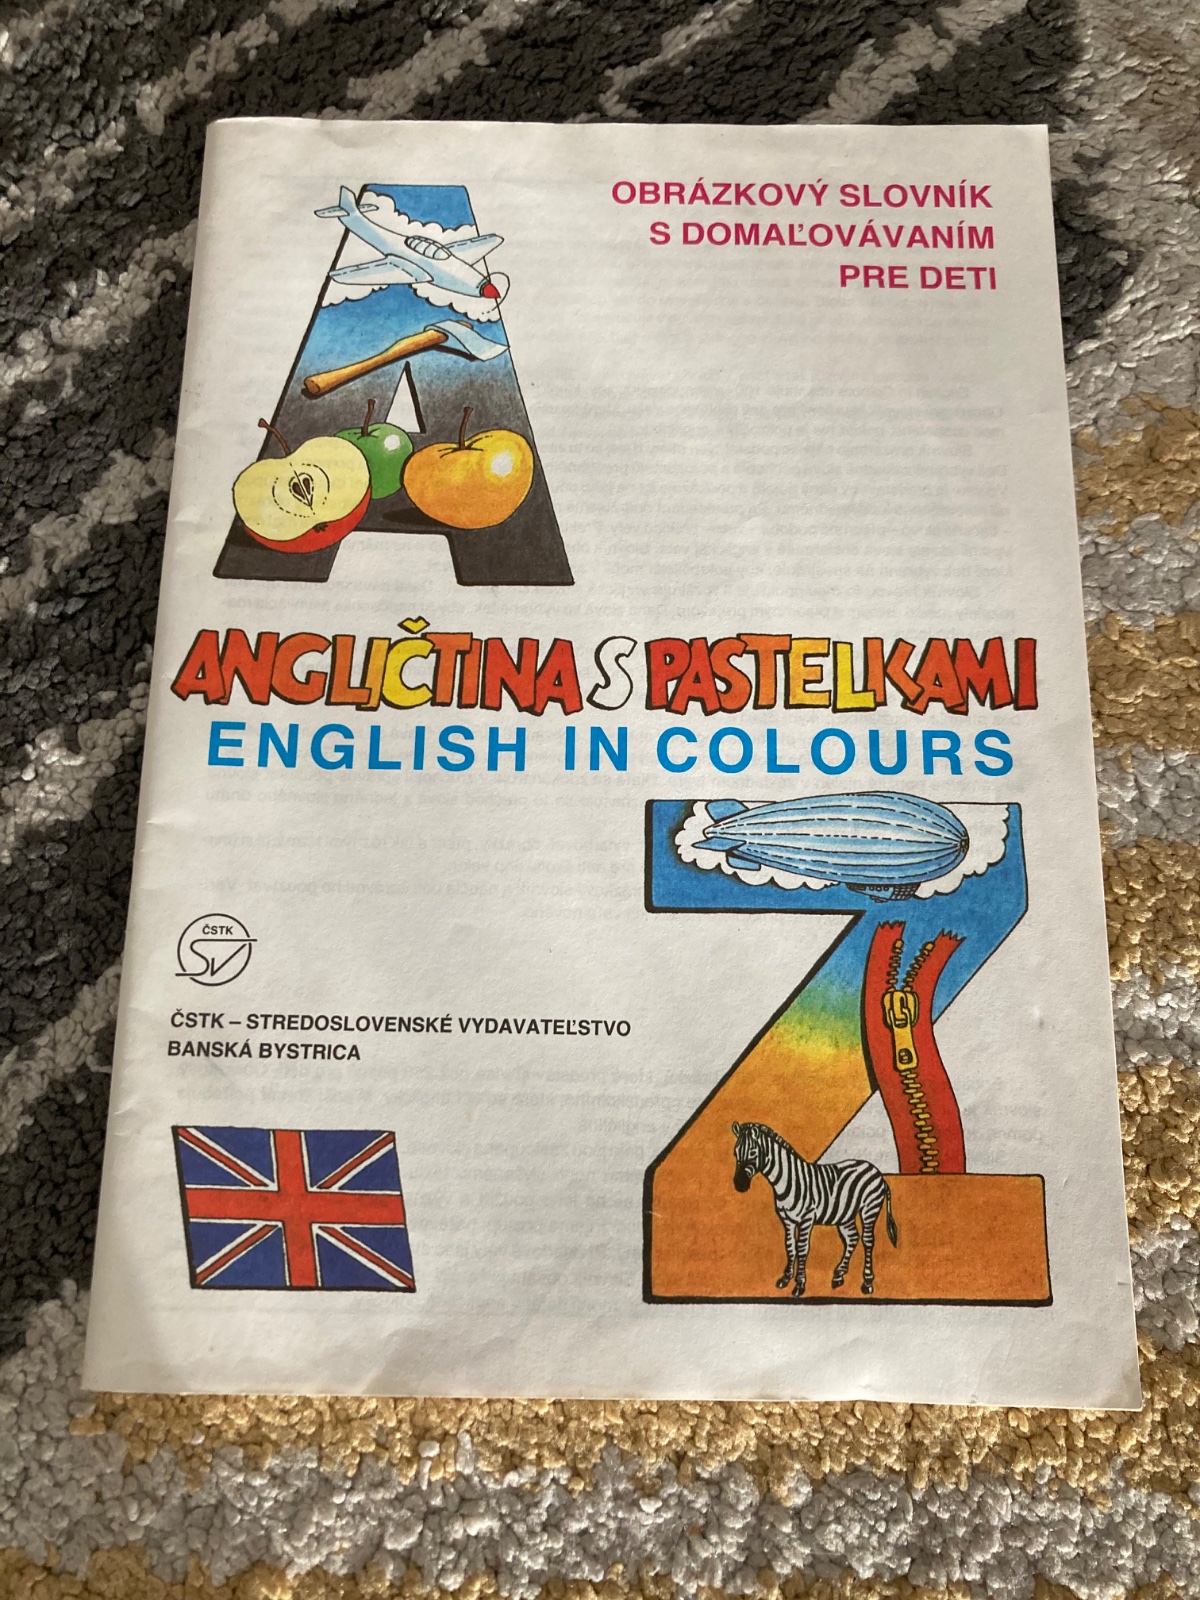 OBRÁZKOVÝ SLOVNÍK
S DOMAĽOVÁVANÍM
PRE DETI
A
ANGLIČTINA S PASTELKAMI
ENGLISH IN COLOURS
Z
ČSTK
SV
ČSTK – STREDOSLOVENSKÉ VYDAVATEĽSTVO
BANSKÁ BYSTRICA